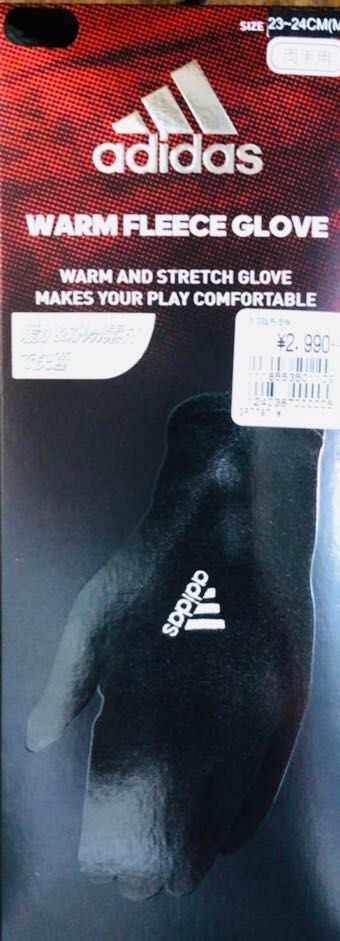 SIZE 23~24CM(M
両手用
adidas
WARM FLEECE GLOVE
WARM AND STRETCH GLOVE
MAKES YOUR PLAY COMFORTABLE
¥2,990
adidas